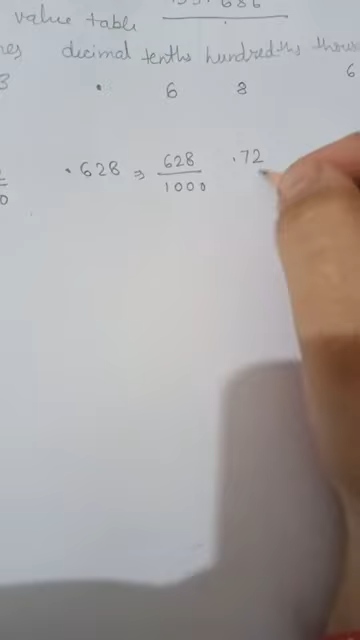 value table
decimal tenths hundredths
3 . 6 8 6
.628 ⇒ 628/1000 .72